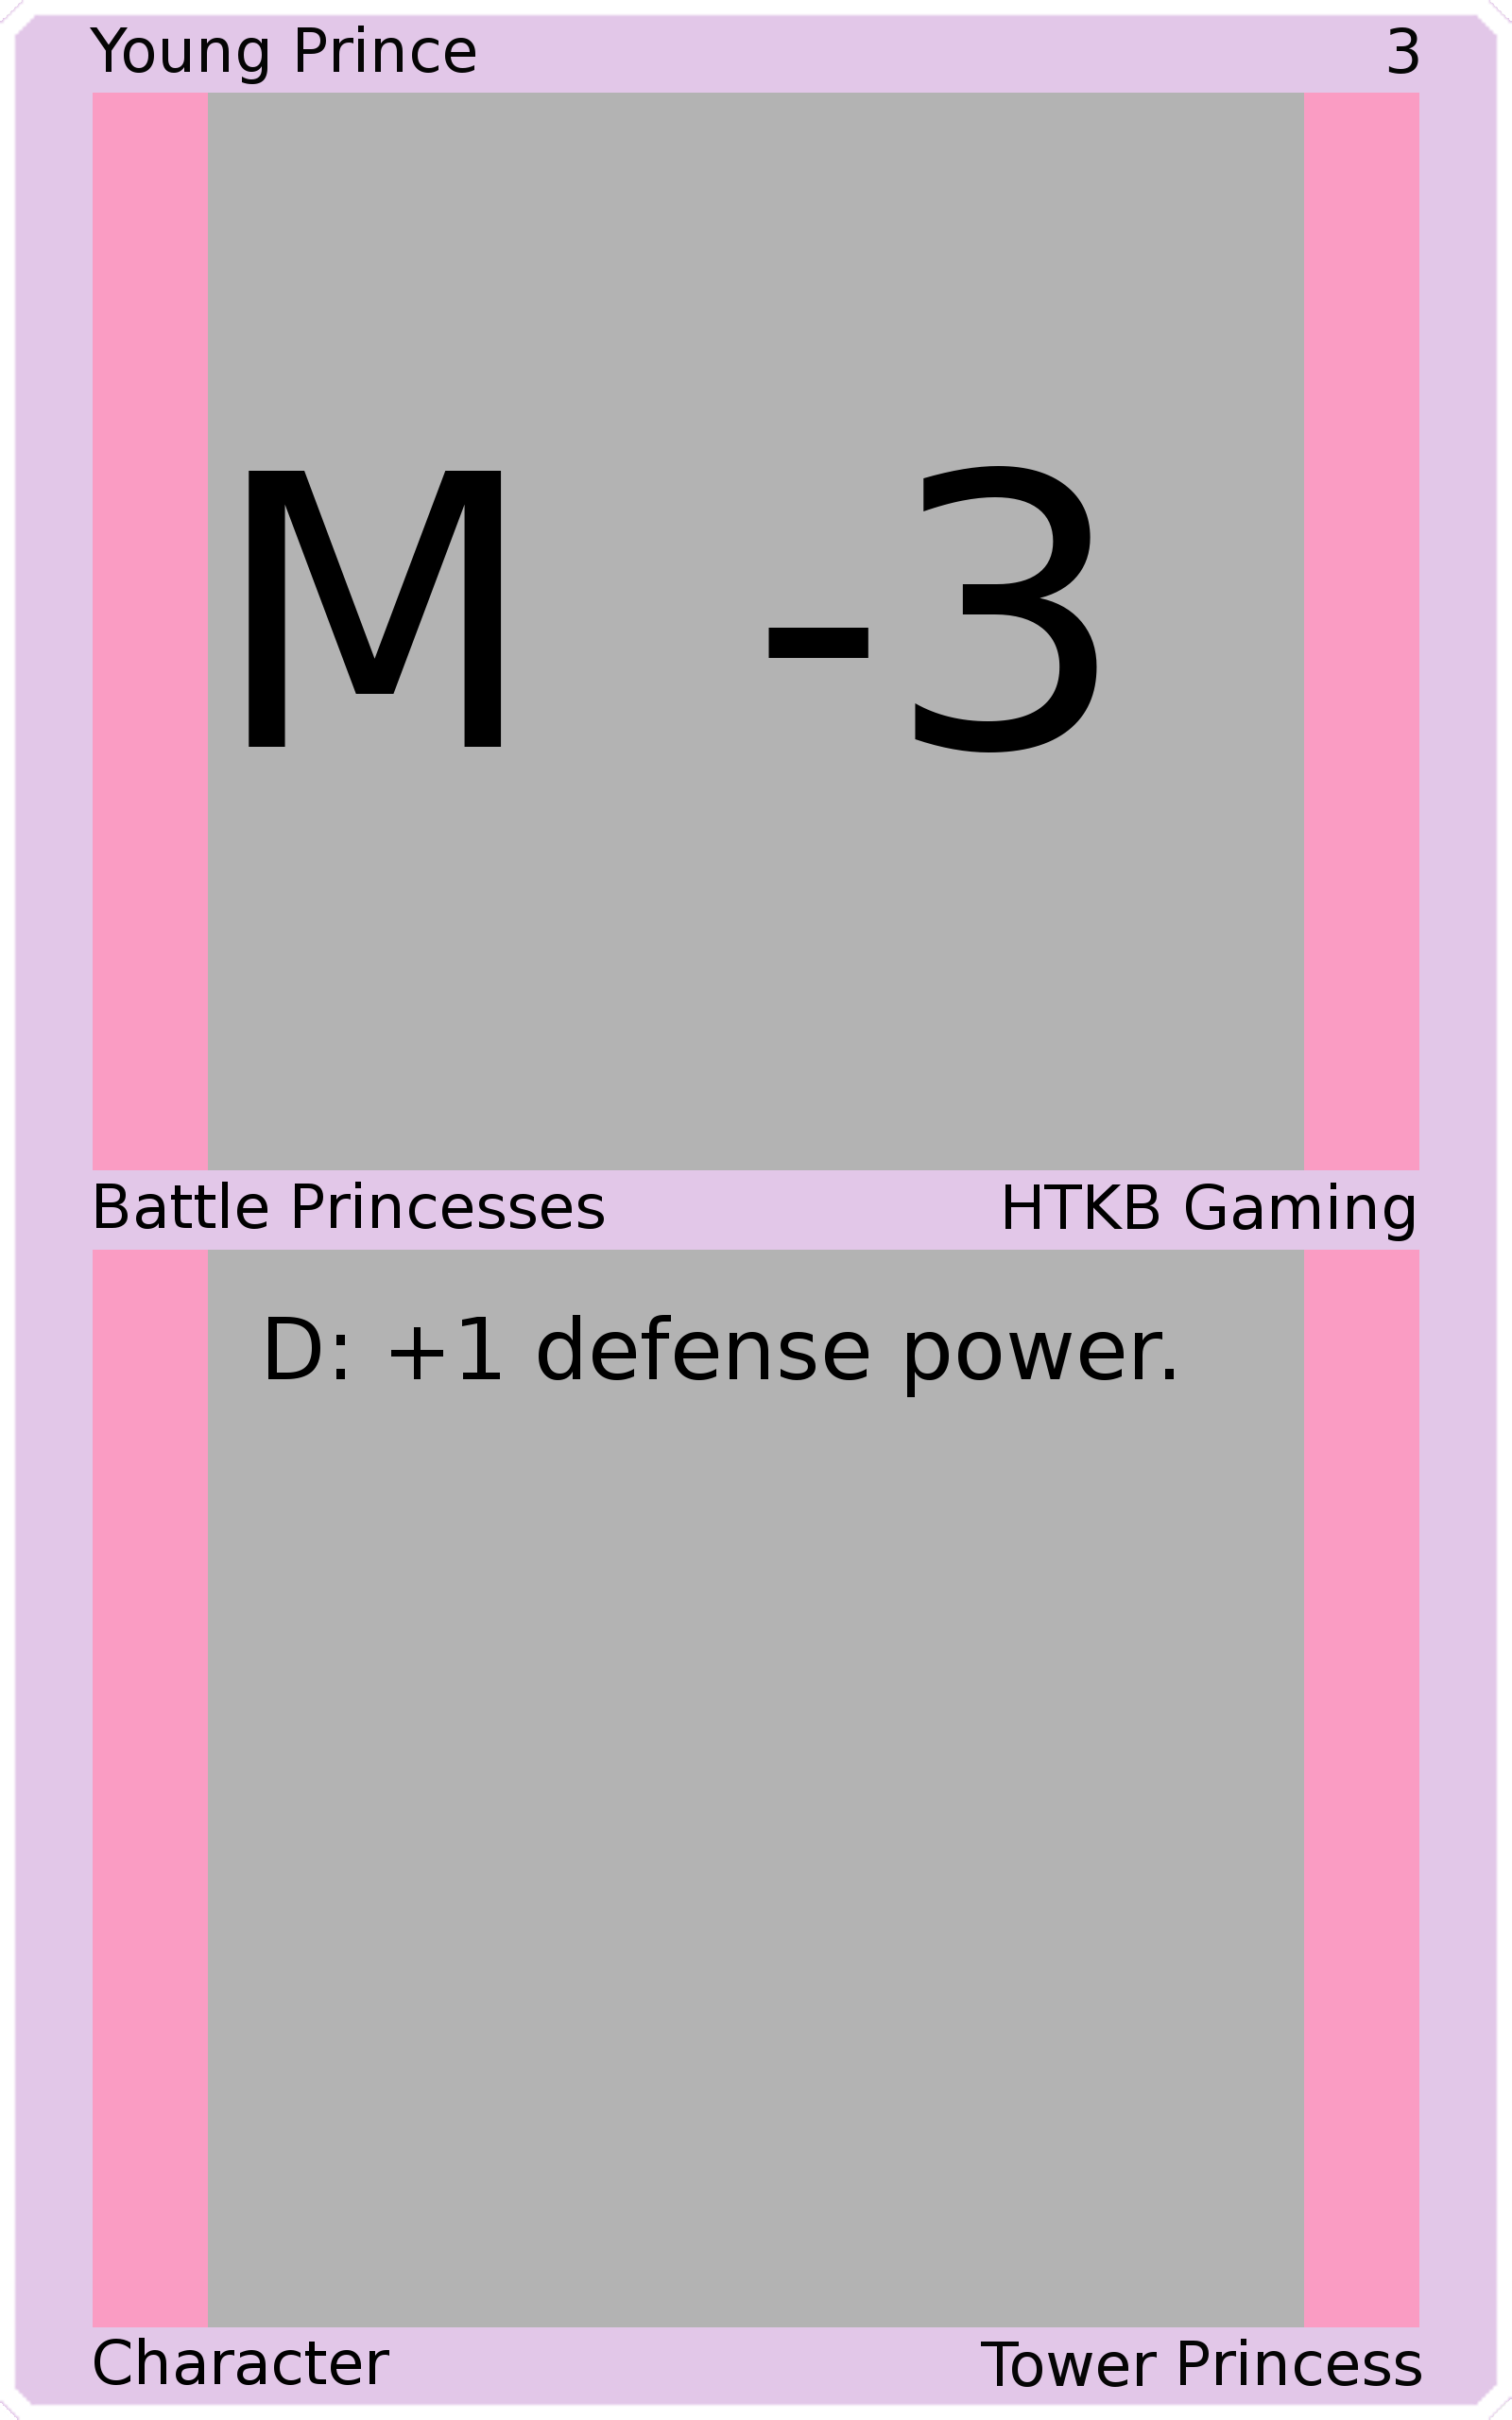 Young Prince 3
M -3
Battle Princesses HTKB Gaming
D: +1 defense power.
Character Tower Princess